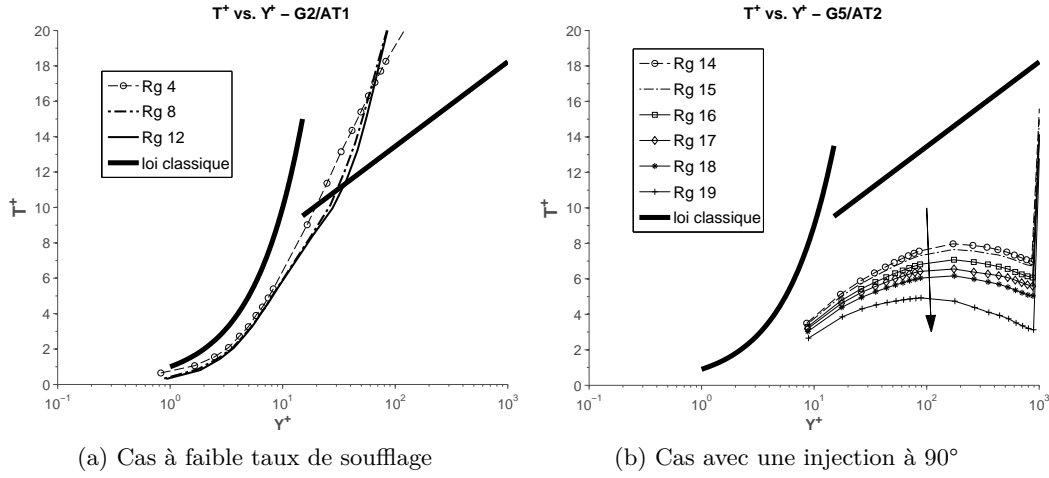 T⁺ vs. Y⁺ – G2/AT1
T⁺
20
18
16
14
12
10
8
6
4
2
0
Rg 4
Rg 8
Rg 12
loi classique
10⁻¹ 10⁰ 10¹ 10² 10³
Y⁺
(a) Cas à faible taux de soufflage
T⁺ vs. Y⁺ – G5/AT2
T⁺
20
18
16
14
12
10
8
6
4
2
0
Rg 14
Rg 15
Rg 16
Rg 17
Rg 18
Rg 19
loi classique
10⁻¹ 10⁰ 10¹ 10² 10³
Y⁺
(b) Cas avec une injection à 90°